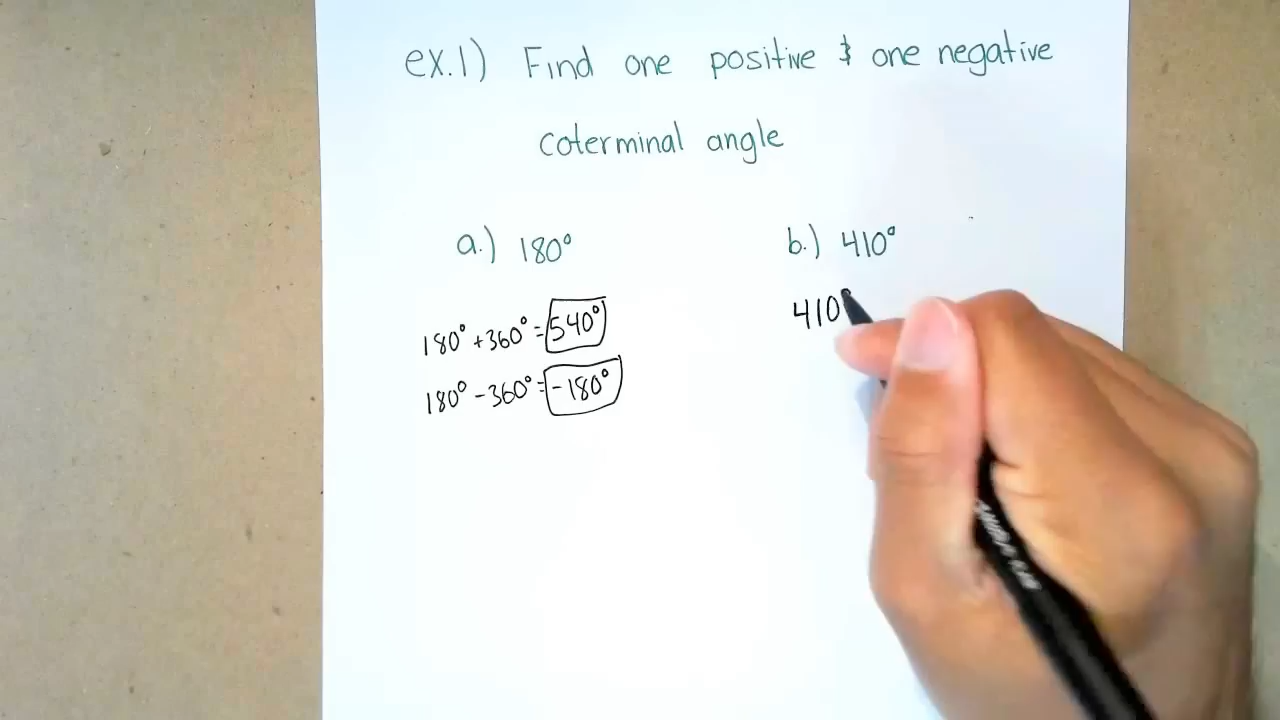 ex.1) Find one positive & one negative
coterminal angle
a.) 180°
180° +360° = 540°
180° - 360° = -180°
b.) 410°
410°